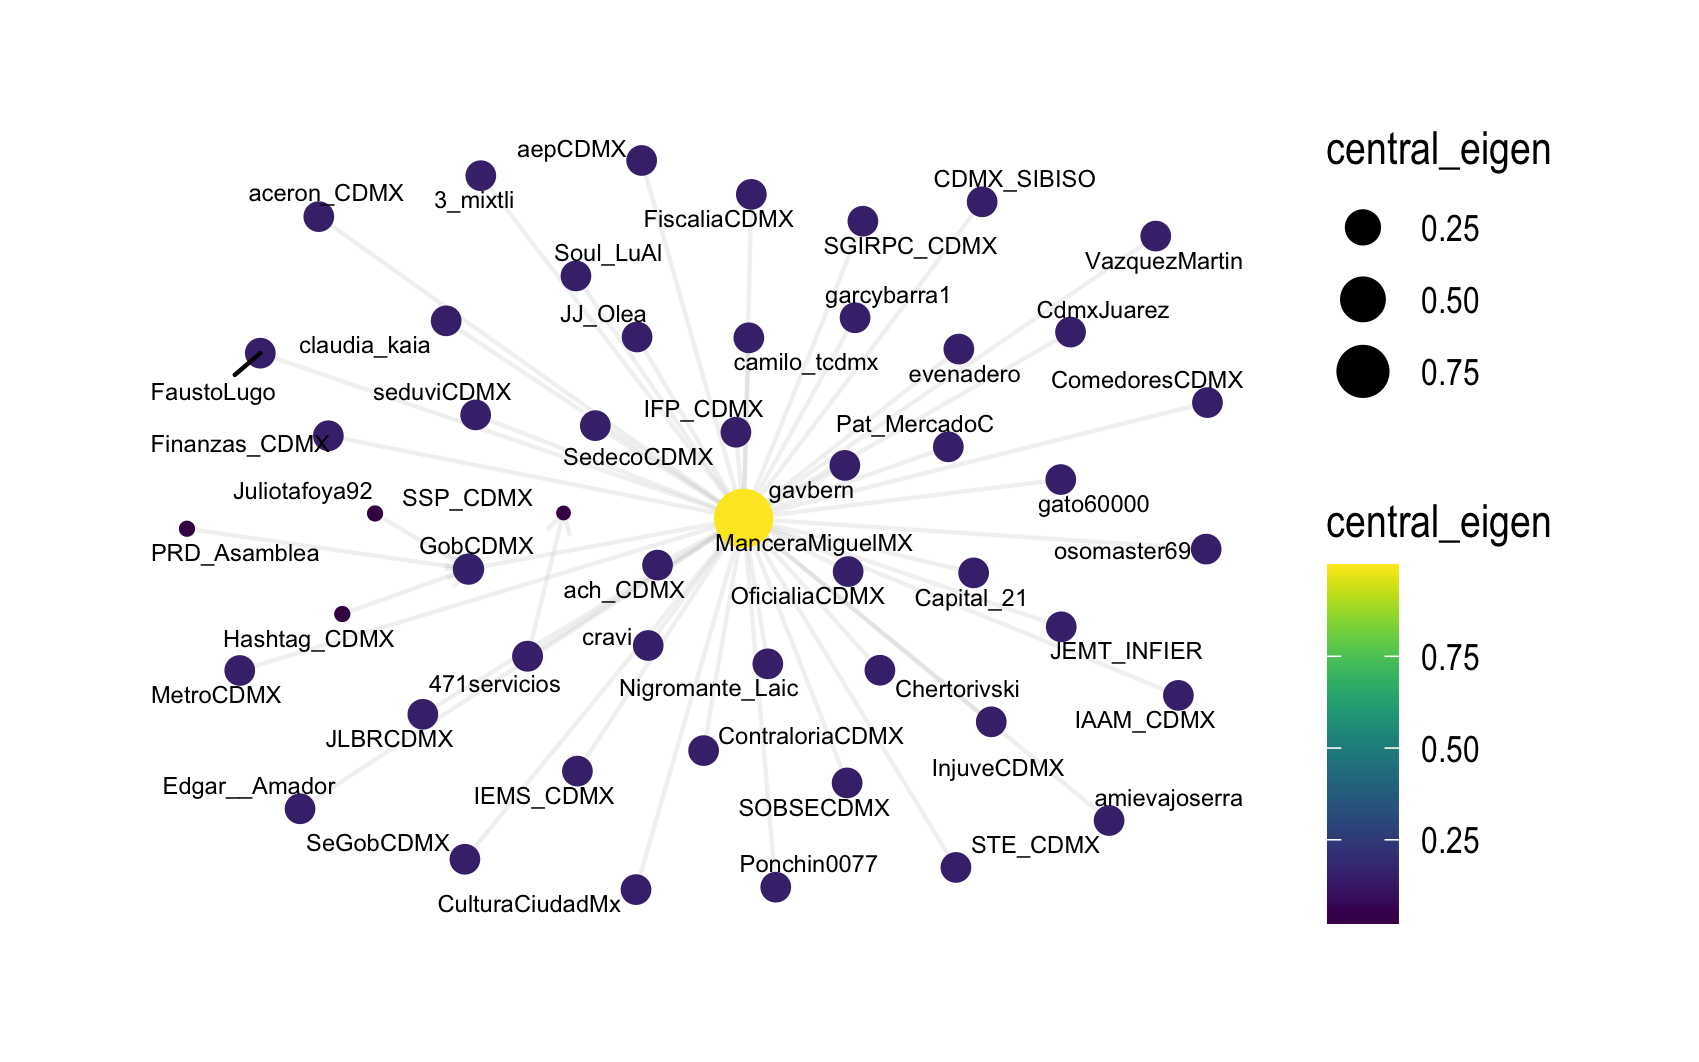 aepCDMX
CDMX_SIBISO
aceron_CDMX
3_mixtli
FiscaliaCDMX
SGIRPC_CDMX
Soul_LuAl
VazquezMartin
garcybarra1
JJ_Olea
CdmxJuarez
claudia_kaia
camilo_tcdmx
evenadero
ComedoresCDMX
FaustoLugo
seduviCDMX
IFP_CDMX
Pat_MercadoC
Finanzas_CDMX
SedecoCDMX
Juliotafoya92
SSP_CDMX
gavbern
gato60000
PRD_Asamblea
GobCDMX
ManceraMiguelMX
osomaster69
ach_CDMX
OficialiaCDMX
Capital_21
Hashtag_CDMX
cravi
JEMT_INFIER
MetroCDMX
471servicios
Nigromante_Laic
Chertorivski
IAAM_CDMX
JLBRCDMX
ContraloriaCDMX
InjuveCDMX
Edgar__Amador
IEMS_CDMX
SOBSECDMX
amievajoserra
SeGobCDMX
Ponchin0077
STE_CDMX
CulturaCiudadMx
central_eigen
0.25
0.50
0.75
central_eigen
0.75
0.50
0.25